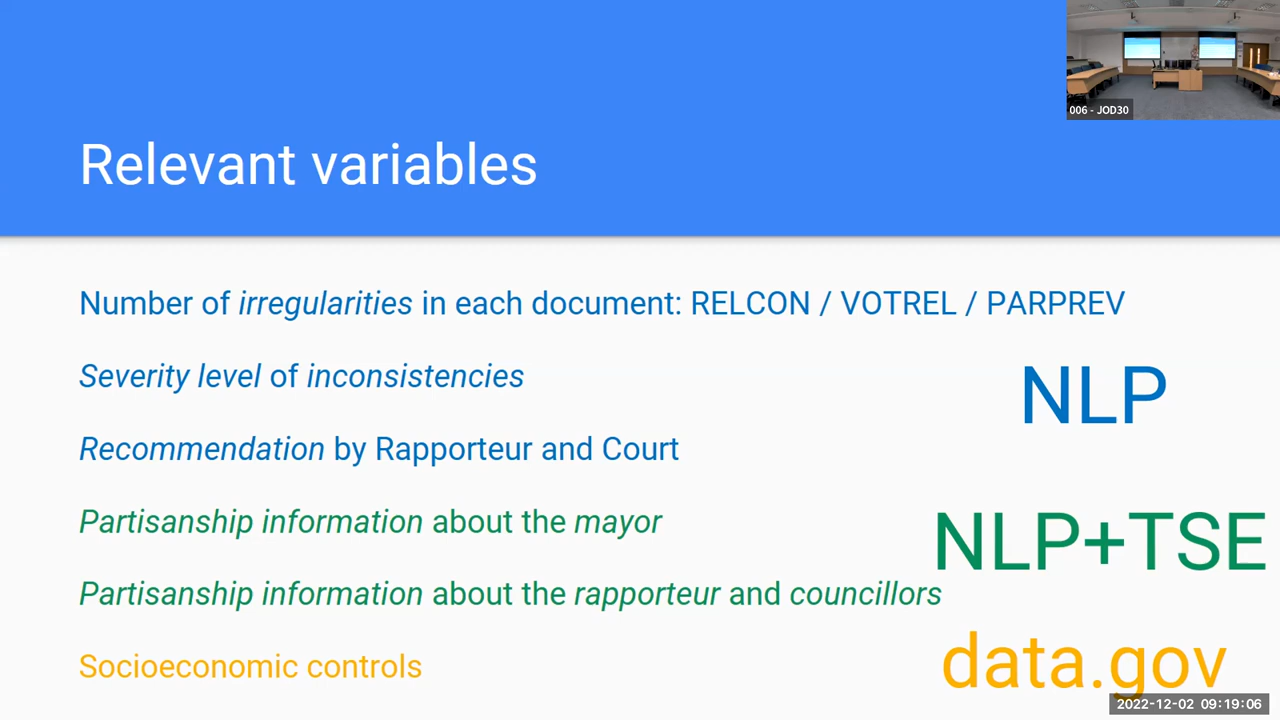 006 - JOD30
Relevant variables
Number of irregularities in each document: RELCON / VOTREL / PARPREV
Severity level of inconsistencies
NLP
Recommendation by Rapporteur and Court
Partisanship information about the mayor
NLP+TSE
Partisanship information about the rapporteur and councillors
Socioeconomic controls
data.gov
2022-12-02 09:19:06